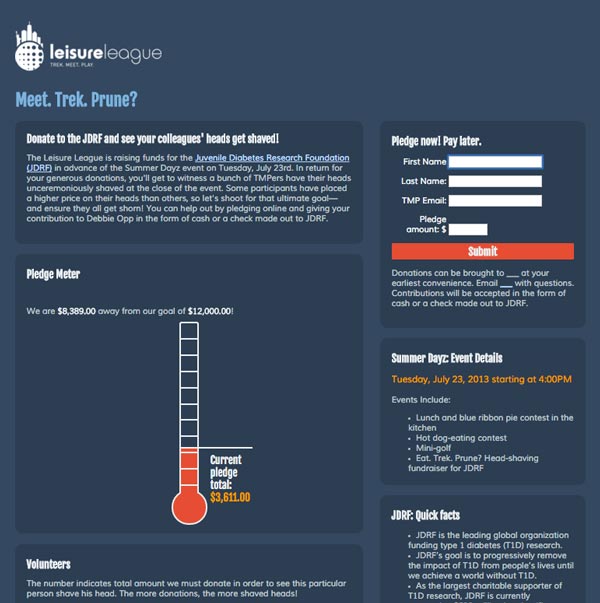 leisureleague
TREK. MEET. PLAY.
Meet. Trek. Prune?
Donate to the JDRF and see your colleagues' heads get shaved!
The Leisure League is raising funds for the Juvenile Diabetes Research Foundation
(JDRF) in advance of the Summer Dayz event on Tuesday, July 23rd. In return for
your generous donations, you'll get to witness a bunch of TMPers have their heads
unceremoniously shaved at the close of the event. Some participants have placed
a higher price on their heads than others, so let's shoot for that ultimate goal—
and ensure they all get shorn! You can help out by pledging online and giving your
contribution to Debbie Opp in the form of cash or a check made out to JDRF.
Pledge Meter
We are $8,389.00 away from our goal of $12,000.00!
Current
pledge
total:
$3,611.00
Volunteers
The number indicates total amount we must donate in order to see this particular
person shave his head. The more donations, the more shaved heads!
Pledge now! Pay later.
First Name
Last Name:
TMP Email:
Pledge
amount: $
Submit
Donations can be brought to ___ at your
earliest convenience. Email ___ with questions.
Contributions will be accepted in the form of
cash or a check made out to JDRF.
Summer Dayz: Event Details
Tuesday, July 23, 2013 starting at 4:00PM
Events Include:
• Lunch and blue ribbon pie contest in the
kitchen
• Hot dog-eating contest
• Mini-golf
• Eat. Trek. Prune? Head-shaving
fundraiser for JDRF
JDRF: Quick facts
• JDRF is the leading global organization
funding type 1 diabetes (T1D) research.
• JDRF's goal is to progressively remove
the impact of T1D from people's lives until
we achieve a world without T1D.
• As the largest charitable supporter of
T1D research, JDRF is currently